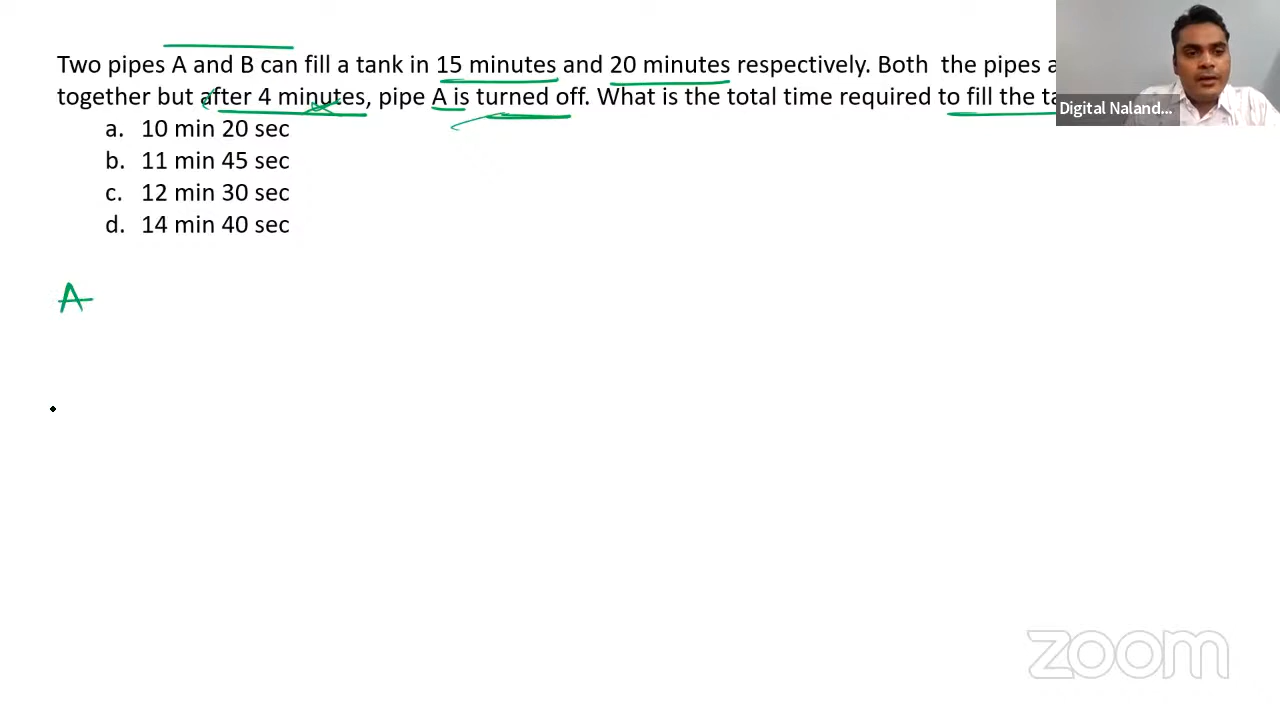 Two pipes A and B can fill a tank in 15 minutes and 20 minutes respectively. Both the pipes
together but after 4 minutes, pipe A is turned off. What is the total time required to fill the
Digital Naland...
a. 10 min 20 sec
b. 11 min 45 sec
c. 12 min 30 sec
d. 14 min 40 sec
A
zoom